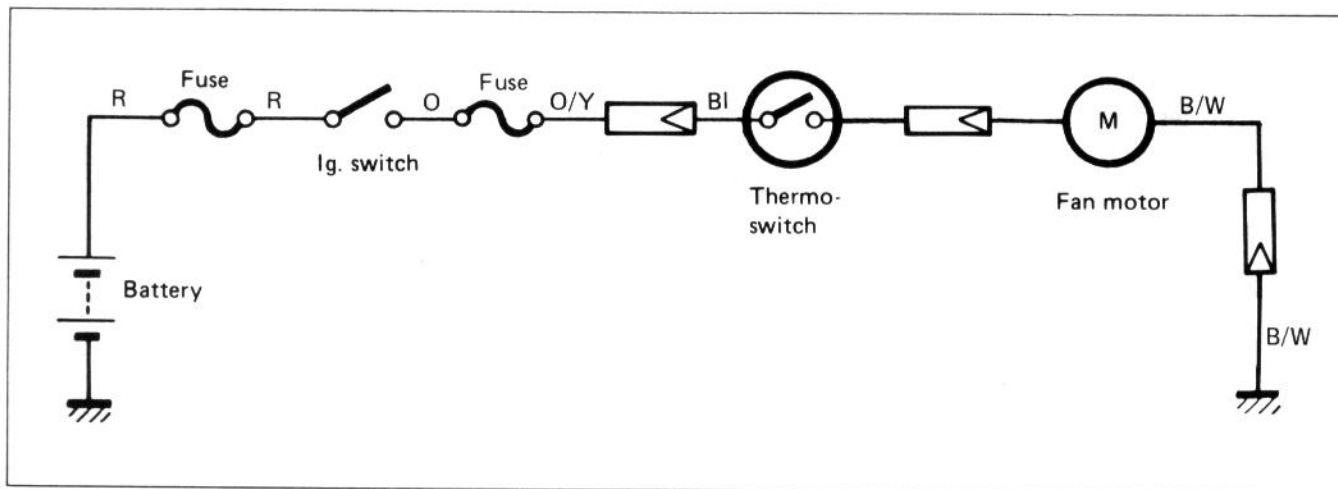 R
Fuse
R
Ig. switch
O
Fuse
O/Y
Bl
Thermo-
switch
M
Fan motor
B/W
B/W
Battery